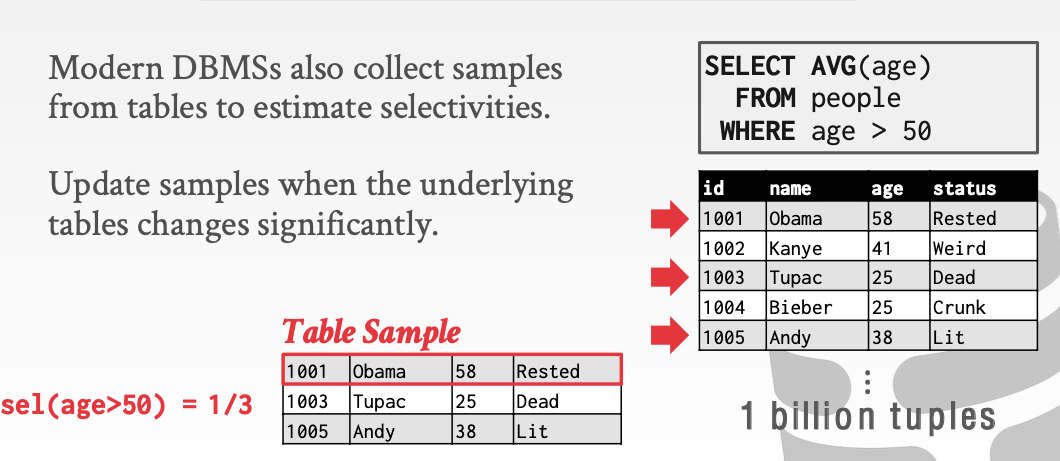 Modern DBMSs also collect samples
from tables to estimate selectivities.
Update samples when the underlying
tables changes significantly.
SELECT AVG(age)
FROM people
WHERE age > 50
id name age status
1001 Obama 58 Rested
1002 Kanye 41 Weird
1003 Tupac 25 Dead
1004 Bieber 25 Crunk
1005 Andy 38 Lit
⋮
1 billion tuples
Table Sample
1001 Obama 58 Rested
1003 Tupac 25 Dead
1005 Andy 38 Lit
sel(age>50) = 1/3